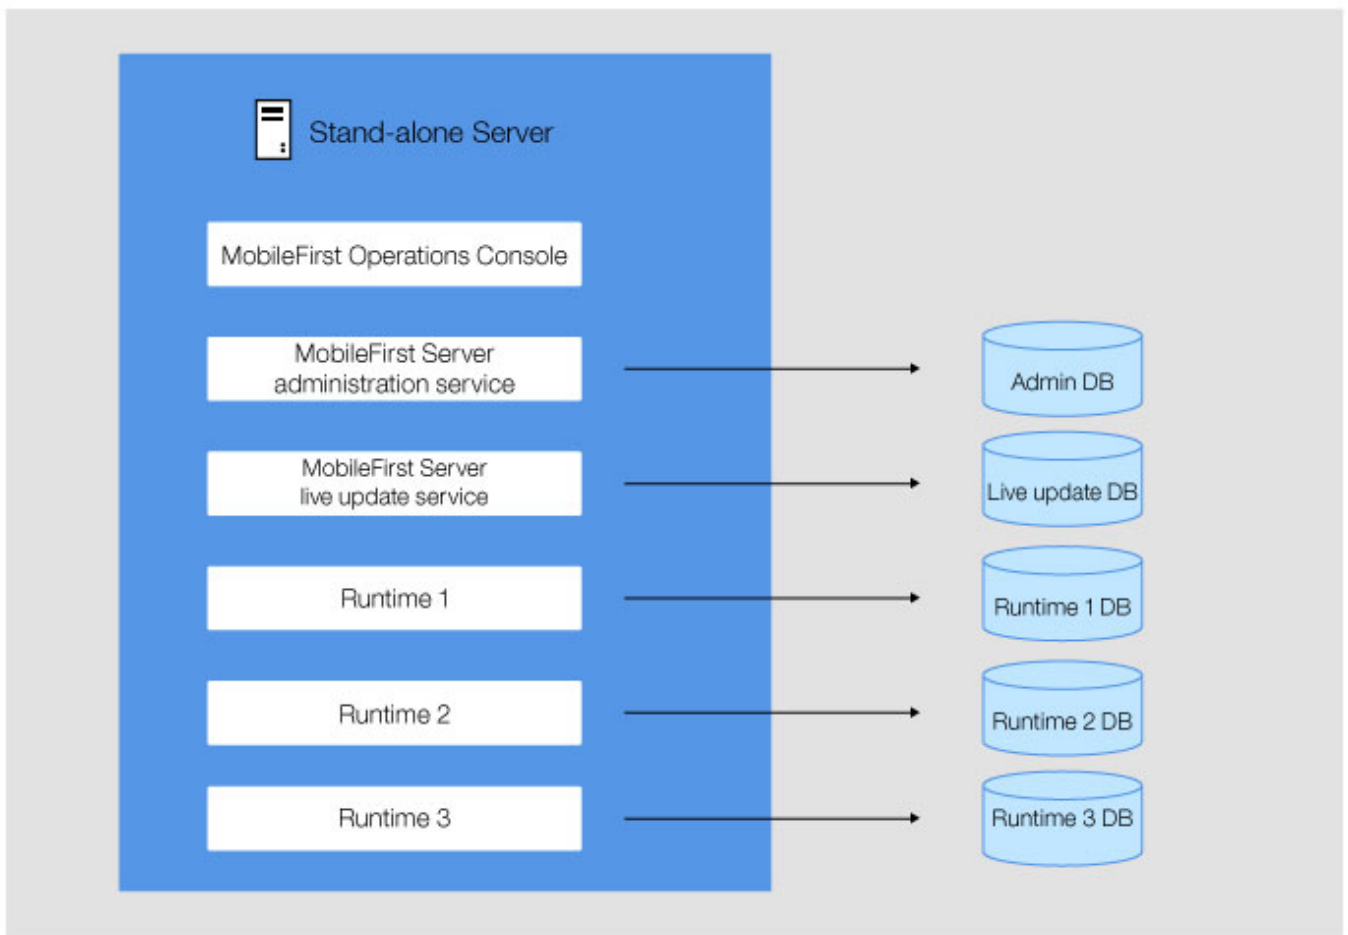 Stand-alone Server
MobileFirst Operations Console
MobileFirst Server
administration service
Admin DB
MobileFirst Server
live update service
Live update DB
Runtime 1
Runtime 1 DB
Runtime 2
Runtime 2 DB
Runtime 3
Runtime 3 DB